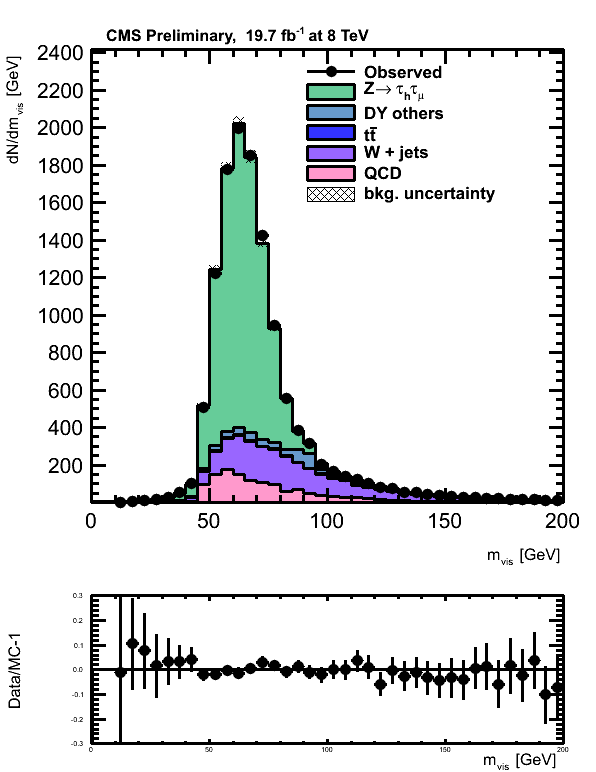 CMS Preliminary, 19.7 fb⁻¹ at 8 TeV
dN/dm_vis [GeV]
2400
2200
2000
1800
1600
1400
1200
1000
800
600
400
200
Observed
Z→ τ_hτ_μ
DY others
tt̄
W + jets
QCD
bkg. uncertainty
0 50 100 150 200
m_vis [GeV]
Data/MC-1
0.3
0.2
0.1
0.0
-0.1
-0.2
-0.3
0 50 100 150 200
m_vis [GeV]